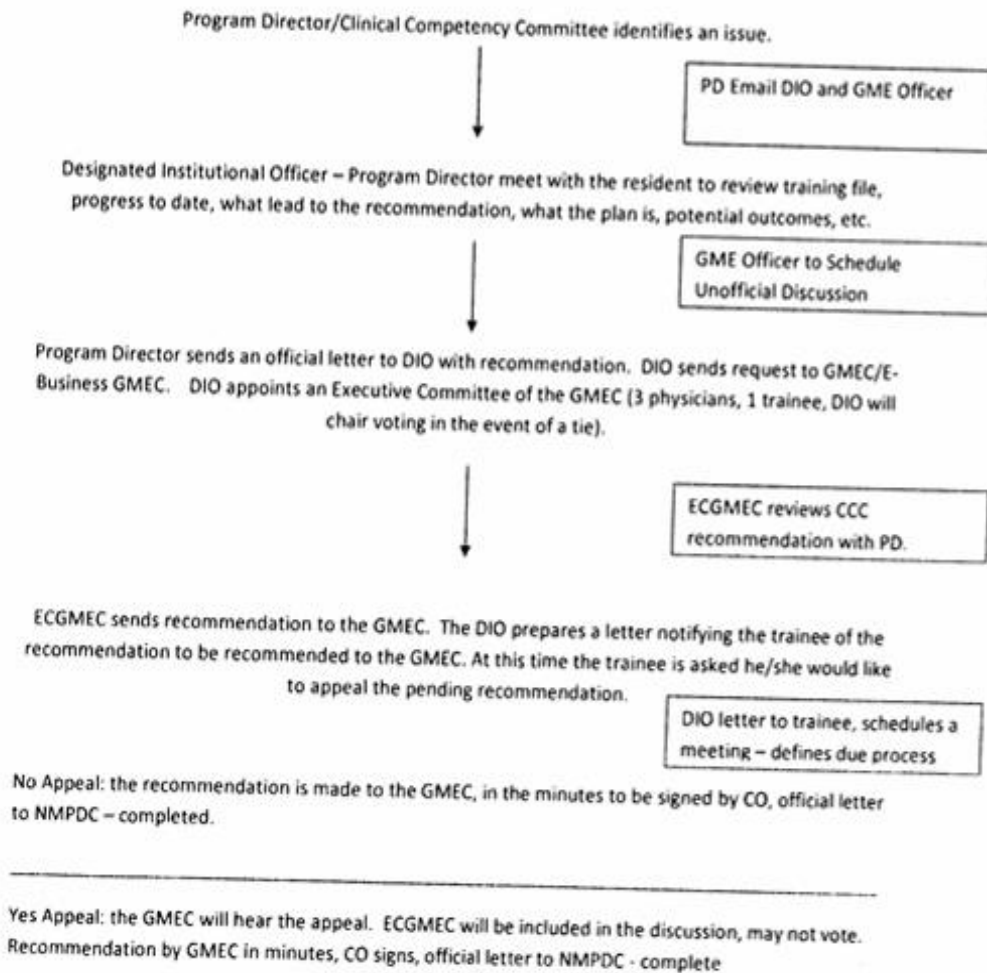 Program Director/Clinical Competency Committee identifies an issue.
PD Email DIO and GME Officer
Designated Institutional Officer – Program Director meet with the resident to review training file,
progress to date, what lead to the recommendation, what the plan is, potential outcomes, etc.
GME Officer to Schedule
Unofficial Discussion
Program Director sends an official letter to DIO with recommendation. DIO sends request to GMEC/E-
Business GMEC. DIO appoints an Executive Committee of the GMEC (3 physicians, 1 trainee, DIO will
chair voting in the event of a tie).
ECGMEC reviews CCC
recommendation with PD.
ECGMEC sends recommendation to the GMEC. The DIO prepares a letter notifying the trainee of the
recommendation to be recommended to the GMEC. At this time the trainee is asked he/she would like
to appeal the pending recommendation.
DIO letter to trainee, schedules a
meeting – defines due process
No Appeal: the recommendation is made to the GMEC, in the minutes to be signed by CO, official letter
to NMPDC – completed.
Yes Appeal: the GMEC will hear the appeal. ECGMEC will be included in the discussion, may not vote.
Recommendation by GMEC in minutes, CO signs, official letter to NMPDC - complete